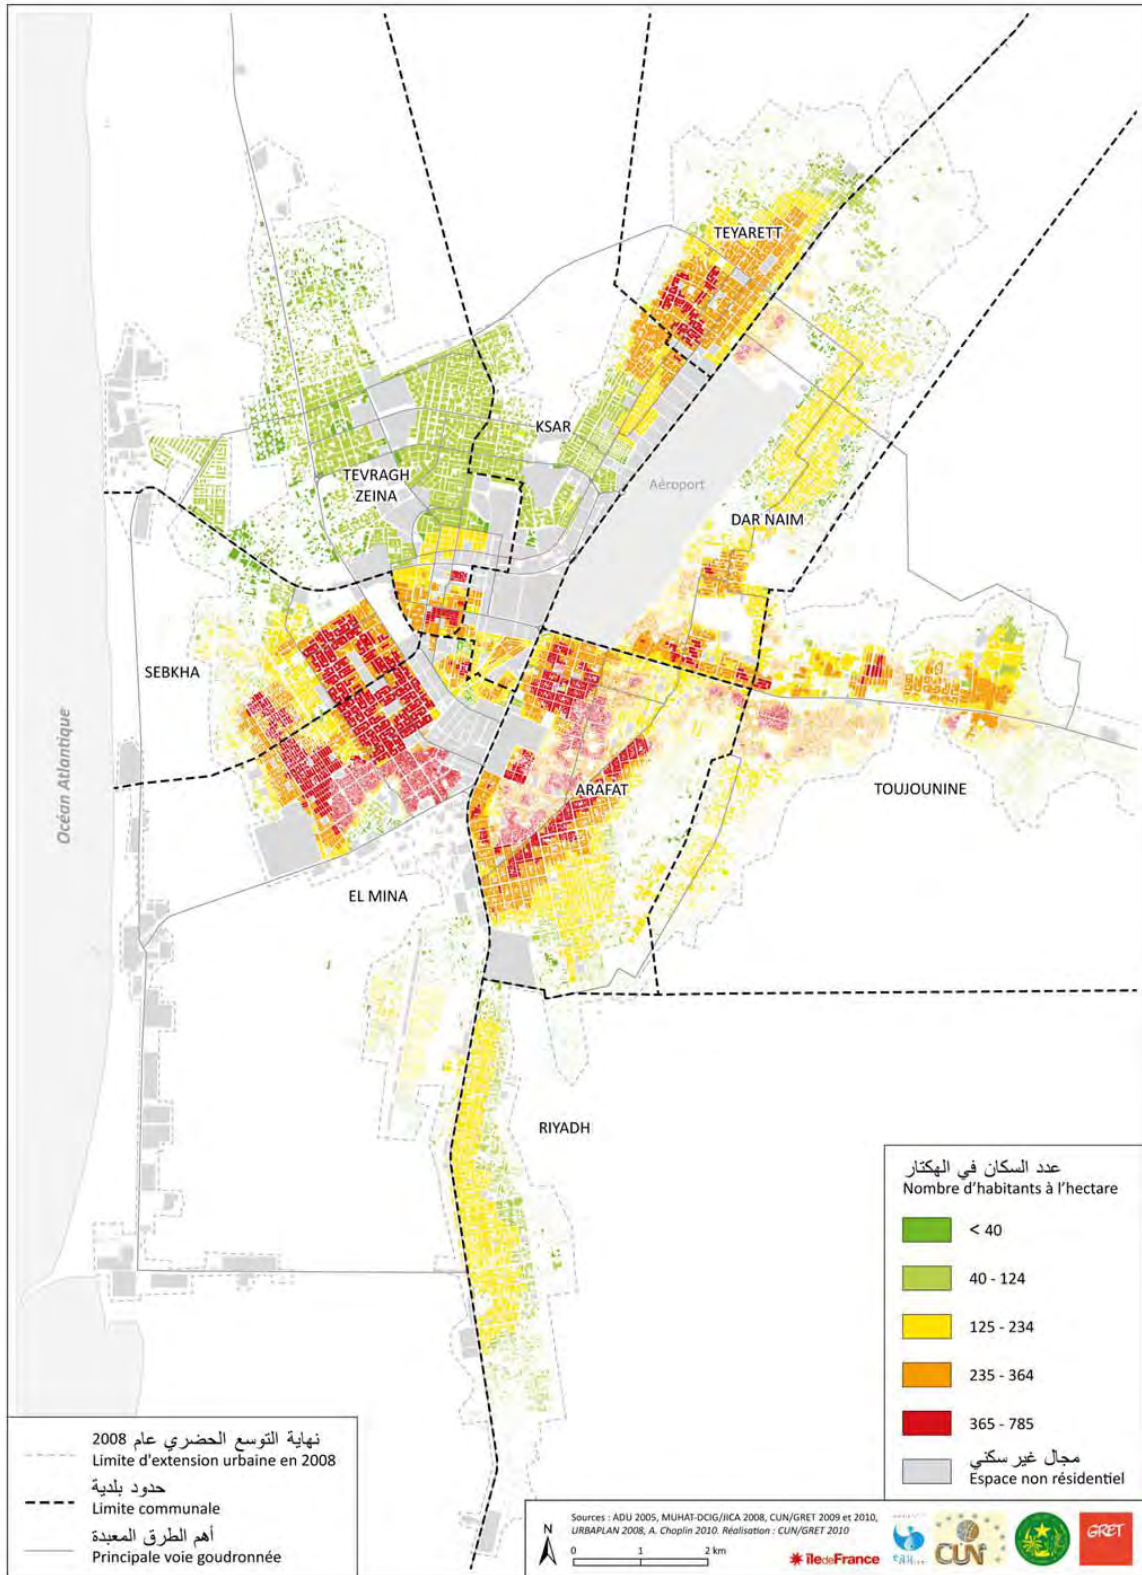 TEYARETT
KSAR
TEVRAGH
ZEINA
Aéroport
DAR NAIM
SEBKHA
Océan Atlantique
ARAFAT
TOUJOUNINE
EL MINA
RIYADH
عدد السكان في الهكتار
Nombre d'habitants à l'hectare
< 40
40 - 124
125 - 234
235 - 364
365 - 785
مجال غير سكني
Espace non résidentiel
نهاية التوسع الحضري عام 2008
Limite d'extension urbaine en 2008
حدود بلدية
Limite communale
أهم الطرق المعبدة
Principale voie goudronnée
N
0 1 2 km
Sources : ADU 2005, MUHAT-DCIG/JICA 2008, CUN/GRET 2009 et 2010,
URBAPLAN 2008, A. Choplin 2010. Réalisation : CUN/GRET 2010
île de France
eau
CUN
GRET